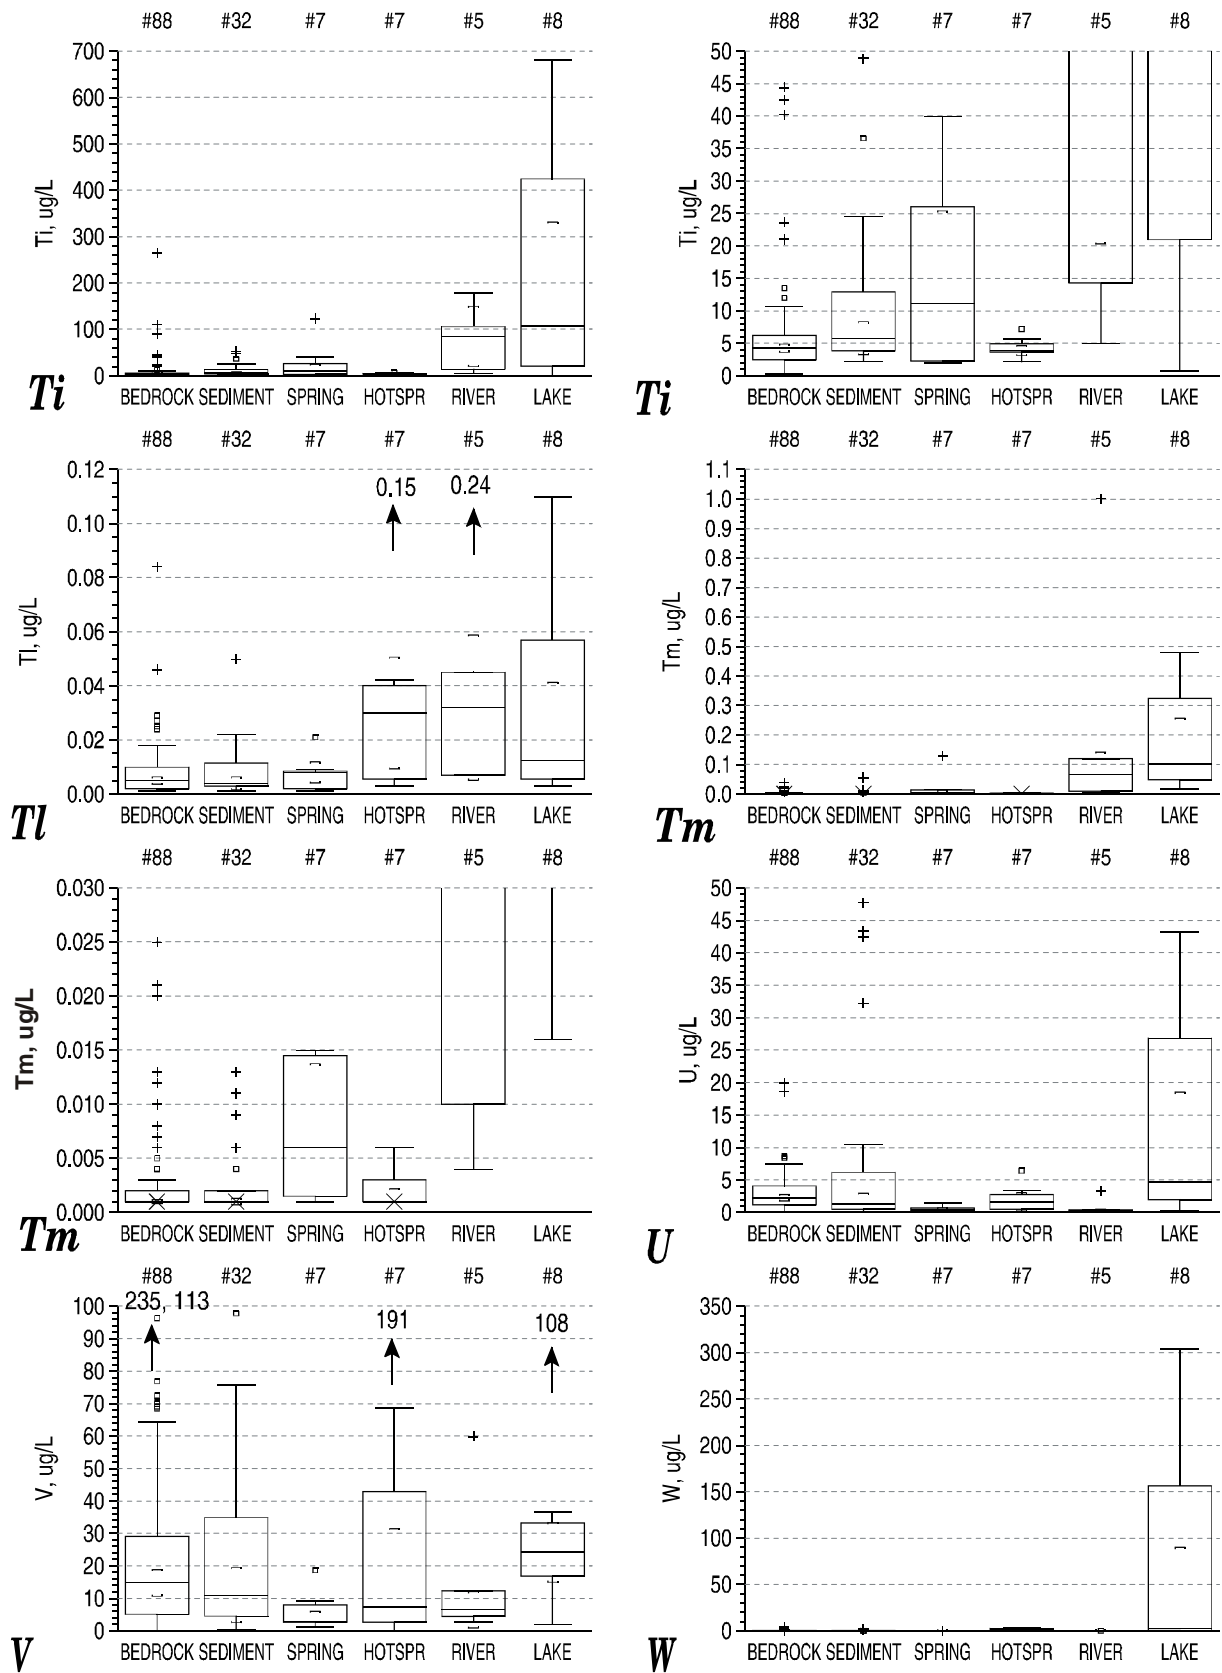 #88 #32 #7 #7 #5 #8
700
600
500
400
300
200
100
0
Ti, ug/L
BEDROCK SEDIMENT SPRING HOTSPR RIVER LAKE
Ti
#88 #32 #7 #7 #5 #8
50
45
40
35
30
25
20
15
10
5
0
Ti, ug/L
BEDROCK SEDIMENT SPRING HOTSPR RIVER LAKE
Ti
#88 #32 #7 #7 #5 #8
0.12
0.10
0.08
0.06
0.04
0.02
0.00
0.15 0.24
Tl, ug/L
BEDROCK SEDIMENT SPRING HOTSPR RIVER LAKE
Tl
#88 #32 #7 #7 #5 #8
1.1
1.0
0.9
0.8
0.7
0.6
0.5
0.4
0.3
0.2
0.1
0.0
Tm, ug/L
BEDROCK SEDIMENT SPRING HOTSPR RIVER LAKE
Tm
#88 #32 #7 #7 #5 #8
0.030
0.025
0.020
0.015
0.010
0.005
0.000
Tm, ug/L
BEDROCK SEDIMENT SPRING HOTSPR RIVER LAKE
Tm
#88 #32 #7 #7 #5 #8
50
45
40
35
30
25
20
15
10
5
0
U, ug/L
BEDROCK SEDIMENT SPRING HOTSPR RIVER LAKE
U
#88 #32 #7 #7 #5 #8
235, 113 191 108
100
90
80
70
60
50
40
30
20
10
0
V, ug/L
BEDROCK SEDIMENT SPRING HOTSPR RIVER LAKE
V
#88 #32 #7 #7 #5 #8
350
300
250
200
150
100
50
0
W, ug/L
BEDROCK SEDIMENT SPRING HOTSPR RIVER LAKE
W